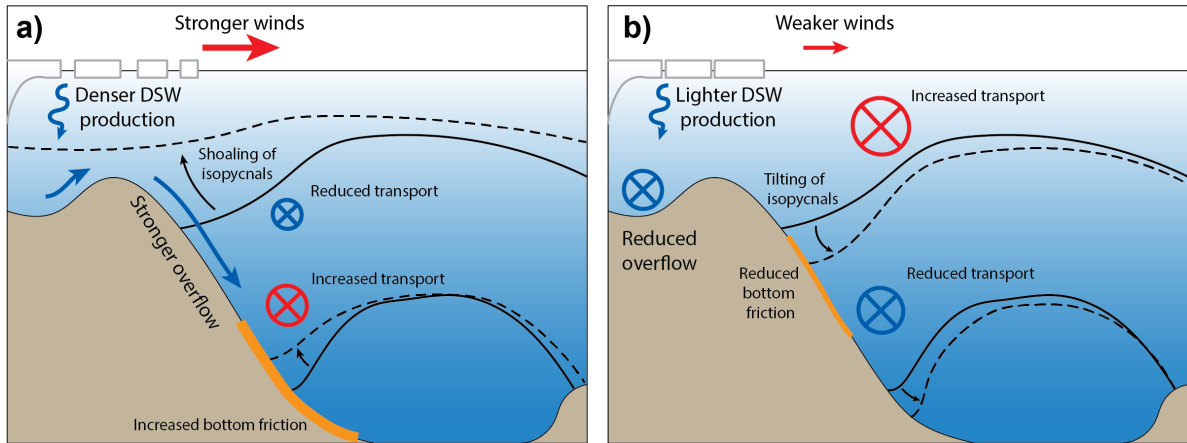 a)
Stronger winds
Denser DSW
production
Shoaling of
isopycnals
Reduced transport
Stronger overflow
Increased transport
Increased bottom friction
b)
Weaker winds
Lighter DSW
production
Increased transport
Tilting of
isopycnals
Reduced
overflow
Reduced
bottom
friction
Reduced transport